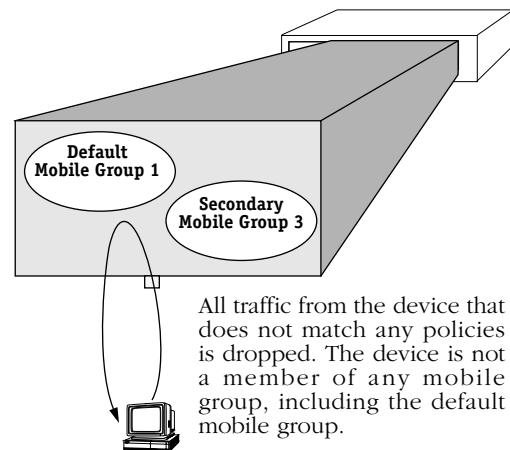 Default
Mobile Group 1
Secondary
Mobile Group 3
All traffic from the device that
does not match any policies
is dropped. The device is not
a member of any mobile
group, including the default
mobile group.